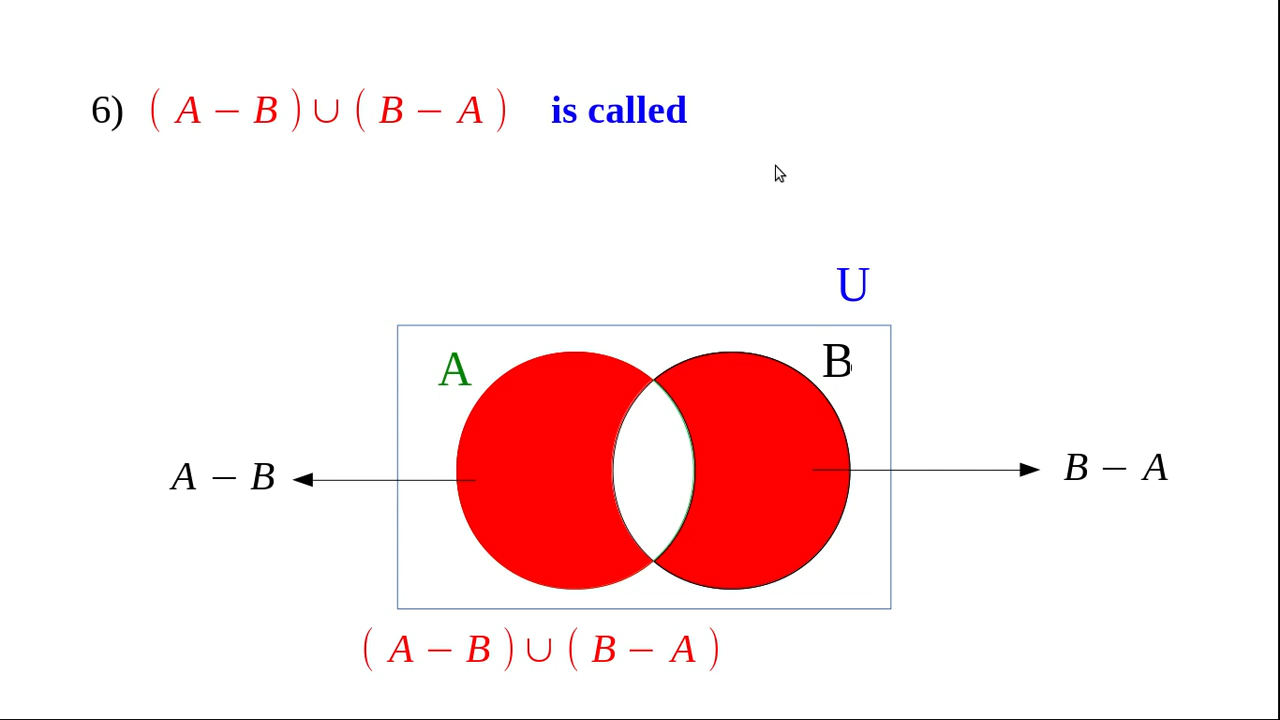 6) ( A − B ) ∪ ( B − A ) is called
U
A
B
A − B
B − A
( A − B ) ∪ ( B − A )